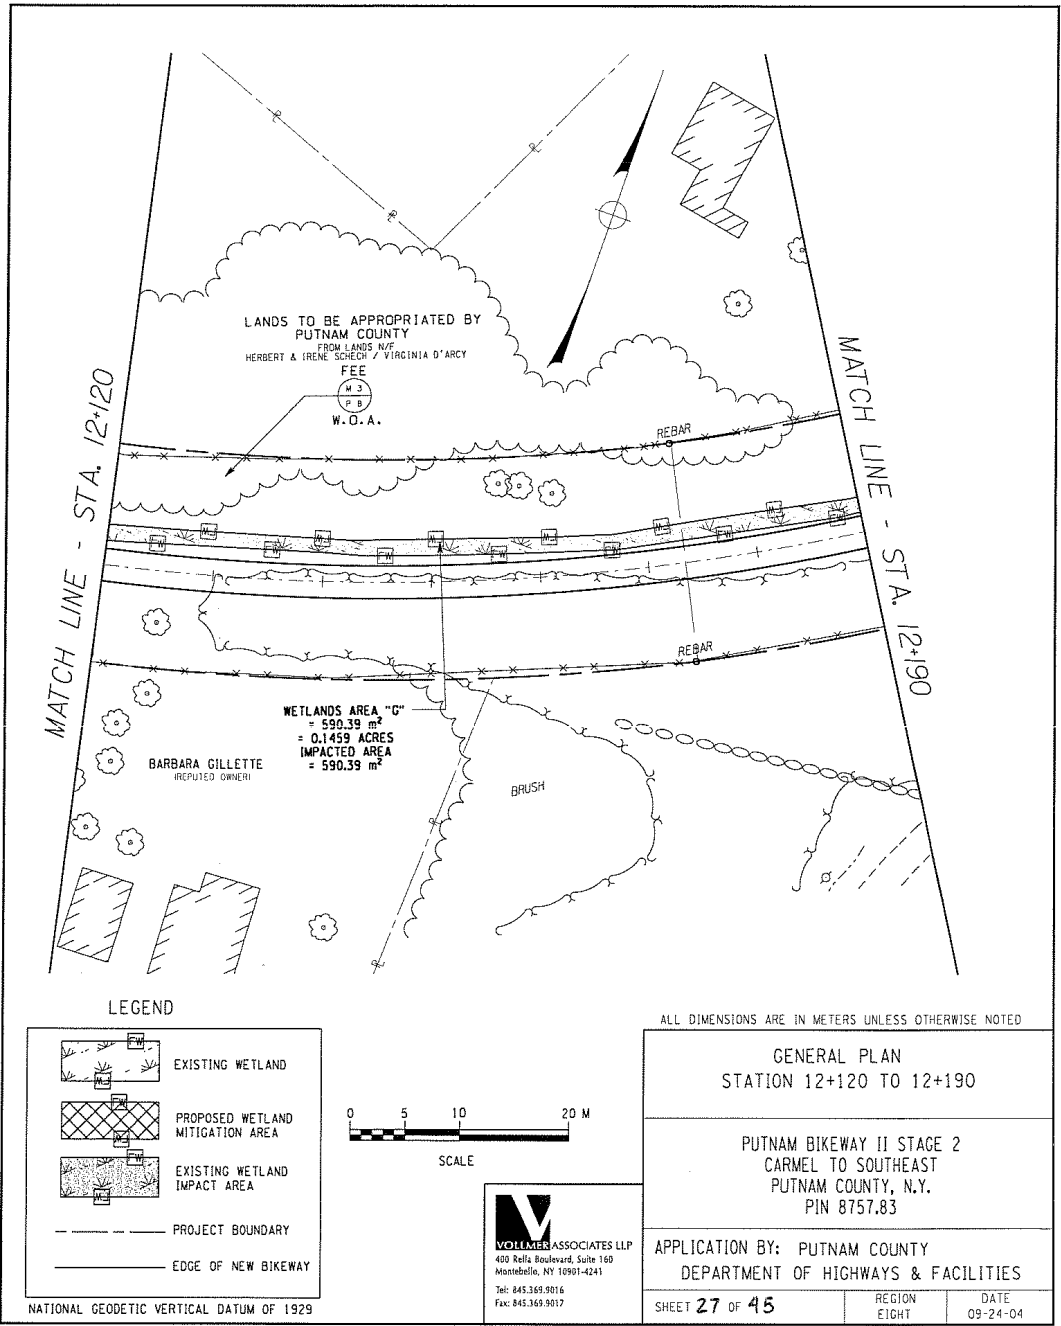 LANDS TO BE APPROPRIATED BY
PUTNAM COUNTY
FROM LANDS N/F
HERBERT & IRENE SCHECH / VIRGINIA D'ARCY
FEE
M 3
P 8
W.O.A.
MATCH LINE - STA. 12+120
MATCH LINE - STA. 12+190
REBAR
REBAR
WETLANDS AREA "G"
= 590.39 m²
= 0.1459 ACRES
IMPACTED AREA
= 590.39 m²
BARBARA GILLETTE
(REPUTED OWNER)
BRUSH
LEGEND
FW
EXISTING WETLAND
FW
PROPOSED WETLAND
MITIGATION AREA
FW
EXISTING WETLAND
IMPACT AREA
PROJECT BOUNDARY
EDGE OF NEW BIKEWAY
NATIONAL GEODETIC VERTICAL DATUM OF 1929
0 5 10 20 M
SCALE
V
VOLLMER ASSOCIATES LLP
400 Rella Boulevard, Suite 160
Montebello, NY 10901-4241
Tel: 845.369.9016
Fax: 845.369.9017
ALL DIMENSIONS ARE IN METERS UNLESS OTHERWISE NOTED
GENERAL PLAN
STATION 12+120 TO 12+190
PUTNAM BIKEWAY II STAGE 2
CARMEL TO SOUTHEAST
PUTNAM COUNTY, N.Y.
PIN 8757.83
APPLICATION BY: PUTNAM COUNTY
DEPARTMENT OF HIGHWAYS & FACILITIES
SHEET 27 OF 45
REGION
EIGHT
DATE
09-24-04